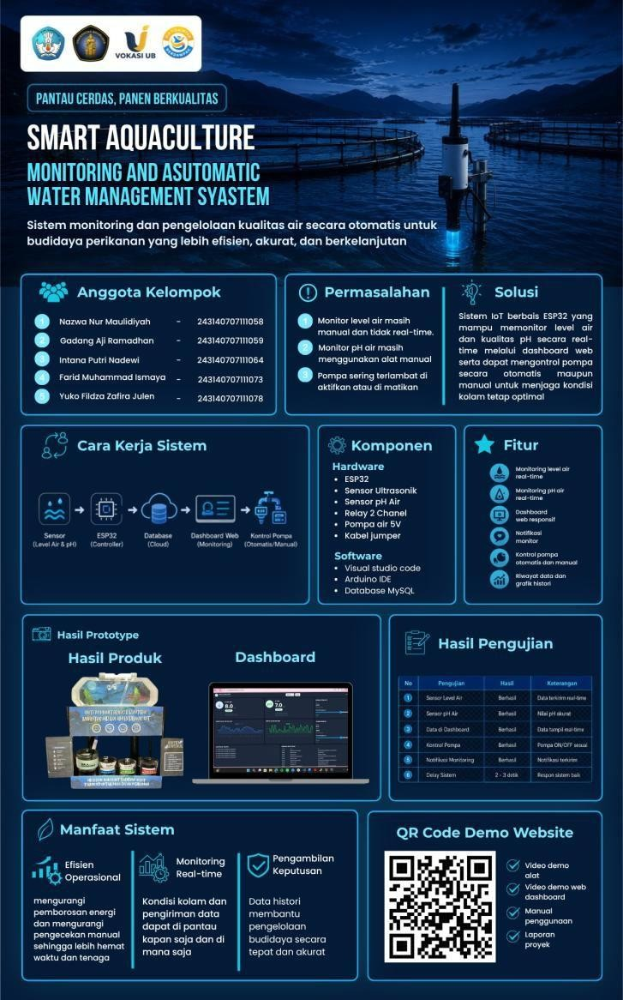 VOKASI UB
PANTAU CERDAS, PANEN BERKUALITAS
SMART AQUACULTURE
MONITORING AND ASUTOMATIC
WATER MANAGEMENT SYASTEM
Sistem monitoring dan pengelolaan kualitas air secara otomatis untuk
budidaya perikanan yang lebih efisien, akurat, dan berkelanjutan
Anggota Kelompok
1 Nazwa Nur Maulidiyah - 243140707111058
2 Gadang Aji Ramadhan - 243140707111059
3 Intana Putri Nadewi - 243140707111064
4 Farid Muhammad Ismaya - 243140707111073
5 Yuko Fildza Zafira Julen - 243140707111078
Permasalahan
1 Monitor level air masih
manual dan tidak real-time.
2 Monitor pH air masih
menggunakan alat manual
3 Pompa sering terlambat di
aktifkan atau di matikan
Solusi
Sistem IoT berbais ESP32 yang
mampu memonitor level air
dan kualitas pH secara real-
time melalui dashboard web
serta dapat mengontrol pompa
secara otomatis maupun
manual untuk menjaga kondisi
kolam tetap optimal
Cara Kerja Sistem
Sensor
(Level Air & pH)
ESP32
(Controller)
Database
(Cloud)
Dashboard Web
(Monitoring)
Kontrol Pompa
(Otomatis/Manual)
Komponen
Hardware
• ESP32
• Sensor Ultrasonik
• Sensor pH Air
• Relay 2 Chanel
• Pompa air 5V
• Kabel jumper
Software
• Visual studio code
• Arduino IDE
• Database MySQL
Fitur
Monitoring level air
real-time
Monitoring pH air
real-time
Dashboard
web responsif
Notifikasi
monitor
Kontrol pompa
otomatis dan manual
Riwayat data dan
grafik histori
Hasil Prototype
Hasil Produk
Dashboard
8.0
7.0
Hasil Pengujian
No Pengujian Hasil Keterangan
1 Sensor Level Air Berhasil Data terkirim real-time
2 Sensor pH Air Berhasil Nilai pH akurat
3 Data di Dashboard Berhasil Data tampil real-time
4 Kontrol Pompa Berhasil Pompa ON/OFF sesuai
5 Notifikasi Monitoring Berhasil Notifikasi terkirim
6 Delay Sistem 2 - 3 detik Respon sistem baik
Manfaat Sistem
Efisien
Operasional
mengurangi
pemborosan energi
dan mengurangi
pengecekan manual
sehingga lebih hemat
waktu dan tenaga
Monitoring
Real-time
Kondisi kolam dan
pengiriman data
dapat di pantau
kapan saja dan di
mana saja
Pengambilan
Keputusan
Data histori
membantu
pengelolaan
budidaya secara
tepat dan akurat
QR Code Demo Website
Video demo
alat
Video demo web
dashboard
Manual
penggunaan
Laporan
proyek